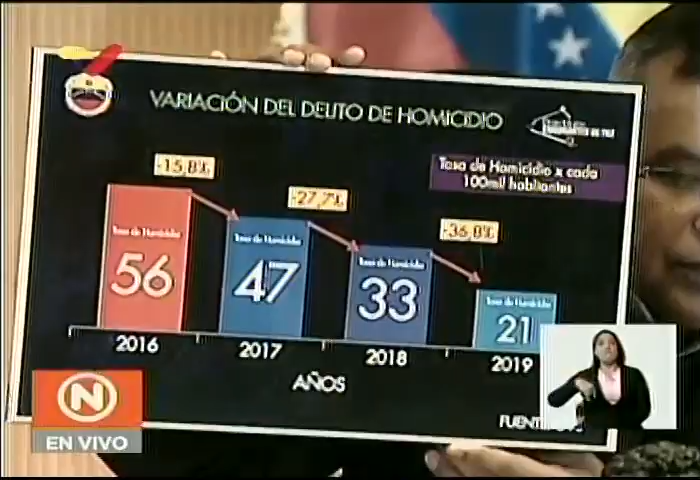 VARIACIÓN DEL DELITO DE HOMICIDIO
Tasa de Homicidio x cada
100mil habitantes
-15,8%
-27,7%
-36,8%
Tasa de Homicidio
56
Tasa de Homicidio
47
Tasa de Homicidio
33
Tasa de Homicidio
21
2016
2017
2018
2019
AÑOS
N
EN VIVO